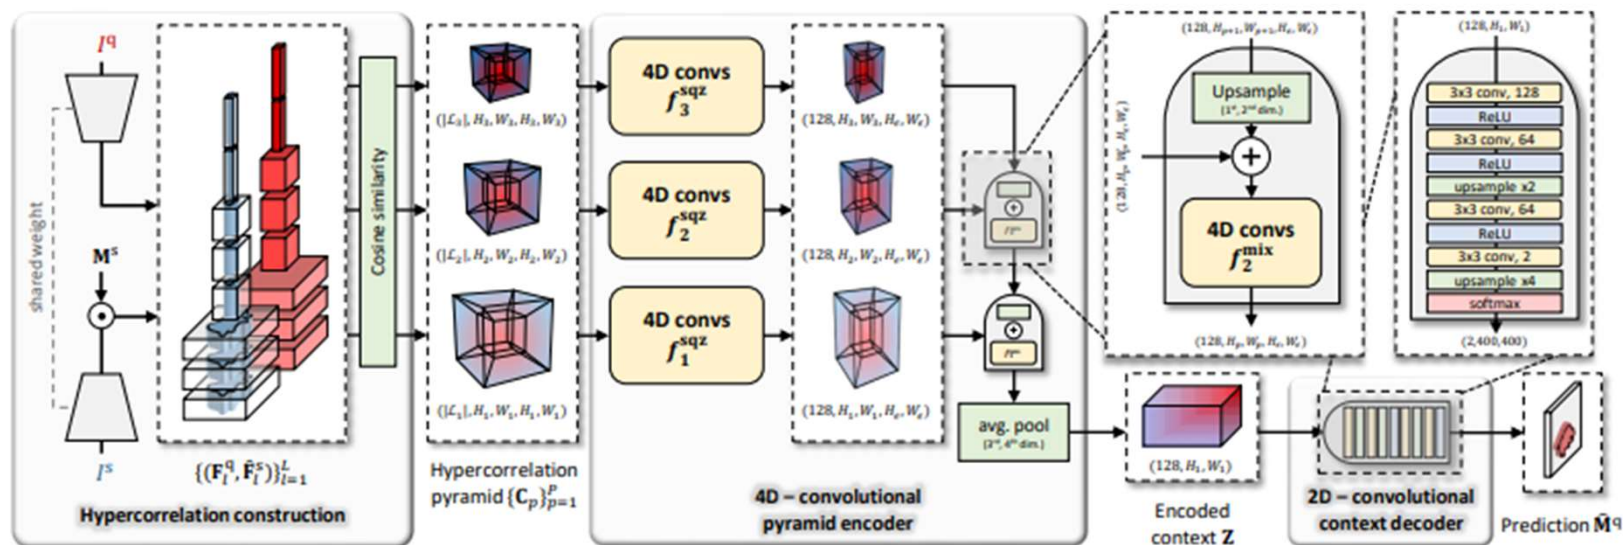 I^q
shared weight
M^s
I^s
{(F_l^q, F̂_l^s)}_{l=1}^L
Hypercorrelation construction
Cosine similarity
(|ℒ_3|, H_3, W_3, H_3, W_3)
(|ℒ_2|, H_2, W_2, H_2, W_2)
(|ℒ_1|, H_1, W_1, H_1, W_1)
Hypercorrelation
pyramid {C_p}_{p=1}^P
4D convs
f_3^sqz
4D convs
f_2^sqz
4D convs
f_1^sqz
(128, H_3, W_3, H_ϵ, W_ϵ)
(128, H_2, W_2, H_ϵ, W_ϵ)
(128, H_1, W_1, H_ϵ, W_ϵ)
+
+
avg. pool
(3rd, 4th dim.)
4D – convolutional
pyramid encoder
(128, H_{p+1}, W_{p+1}, H_ϵ, W_ϵ)
Upsample
(1st, 2nd dim.)
(128, H_p, W_p, H_ϵ, W_ϵ)
+
4D convs
f_2^mix
(128, H_p, W_p, H_ϵ, W_ϵ)
(128, H_1, W_1)
3x3 conv, 128
ReLU
3x3 conv, 64
ReLU
upsample x2
3x3 conv, 64
ReLU
3x3 conv, 2
upsample x4
softmax
(2,400,400)
(128, H_1, W_1)
Encoded
context Z
2D – convolutional
context decoder
Prediction M̂^q